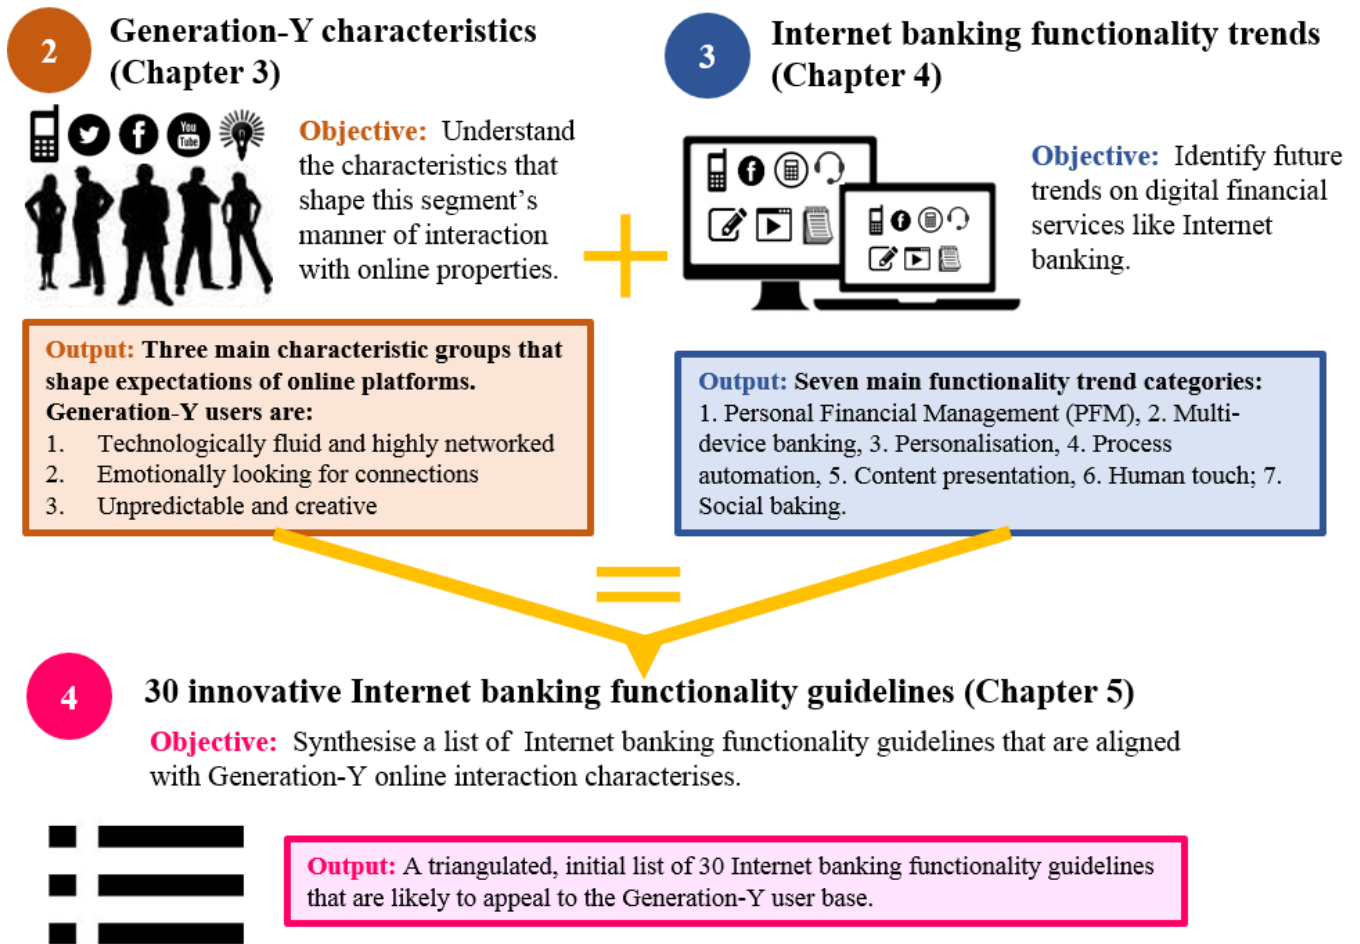 2
Generation-Y characteristics
(Chapter 3)
You
Tube
Objective: Understand
the characteristics that
shape this segment’s
manner of interaction
with online properties.
Output: Three main characteristic groups that
shape expectations of online platforms.
Generation-Y users are:
1. Technologically fluid and highly networked
2. Emotionally looking for connections
3. Unpredictable and creative
3
Internet banking functionality trends
(Chapter 4)
Objective: Identify future
trends on digital financial
services like Internet
banking.
Output: Seven main functionality trend categories:
1. Personal Financial Management (PFM), 2. Multi-
device banking, 3. Personalisation, 4. Process
automation, 5. Content presentation, 6. Human touch; 7.
Social baking.
4
30 innovative Internet banking functionality guidelines (Chapter 5)
Objective: Synthesise a list of Internet banking functionality guidelines that are aligned
with Generation-Y online interaction characterises.
Output: A triangulated, initial list of 30 Internet banking functionality guidelines
that are likely to appeal to the Generation-Y user base.